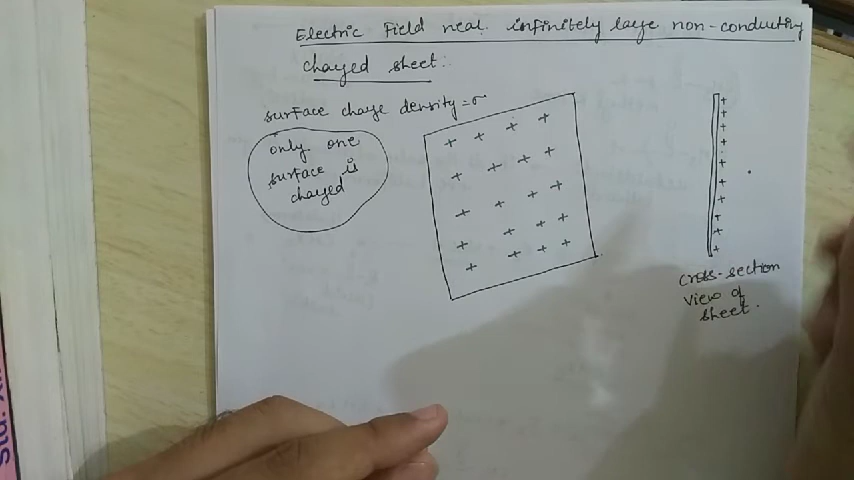 Electric Field near infinitely large non-conducting
charged sheet:
surface charge density = σ
only one
surface is
charged
cross-section
view of
sheet.
Std.